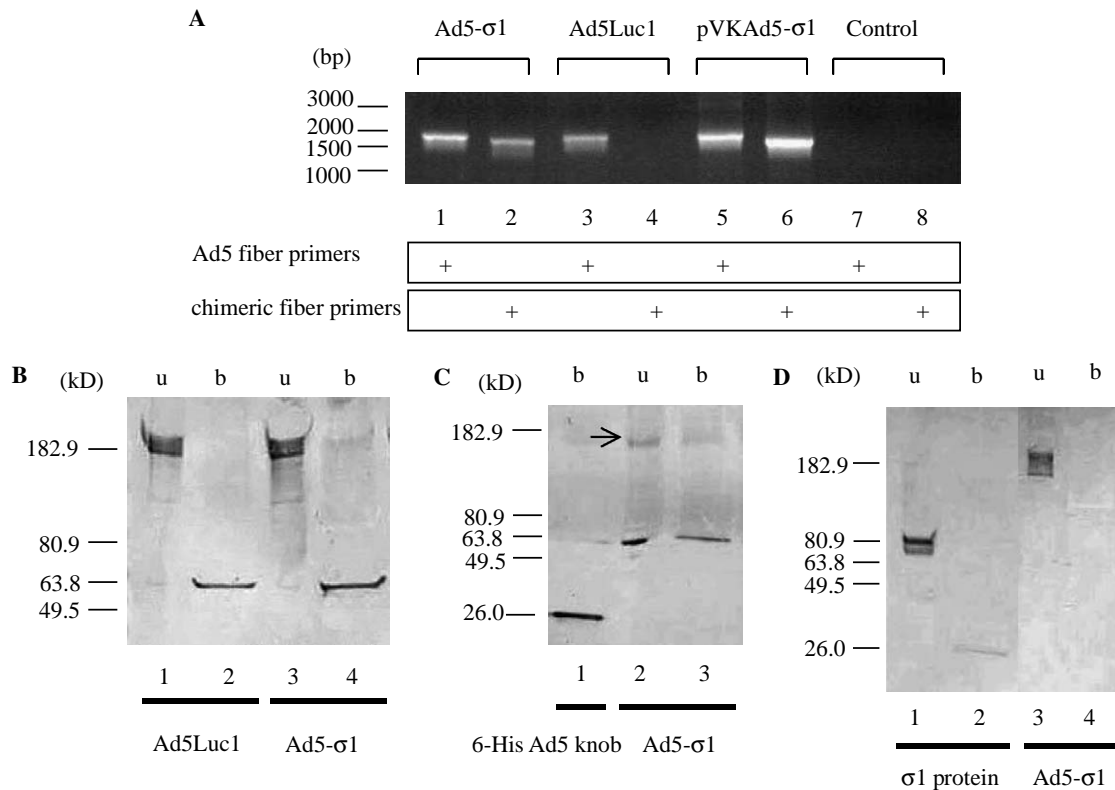 A
Ad5-σ1 Ad5Luc1 pVKAd5-σ1 Control
(bp)
3000
2000
1500
1000
1 2 3 4 5 6 7 8
Ad5 fiber primers + + + +
chimeric fiber primers + + + +
B (kD) u b u b
182.9
80.9
63.8
49.5
1 2 3 4
Ad5Luc1 Ad5-σ1
C (kD) b u b
182.9
80.9
63.8
49.5
26.0
1 2 3
6-His Ad5 knob Ad5-σ1
D (kD) u b u b
182.9
80.9
63.8
49.5
26.0
1 2 3 4
σ1 protein Ad5-σ1